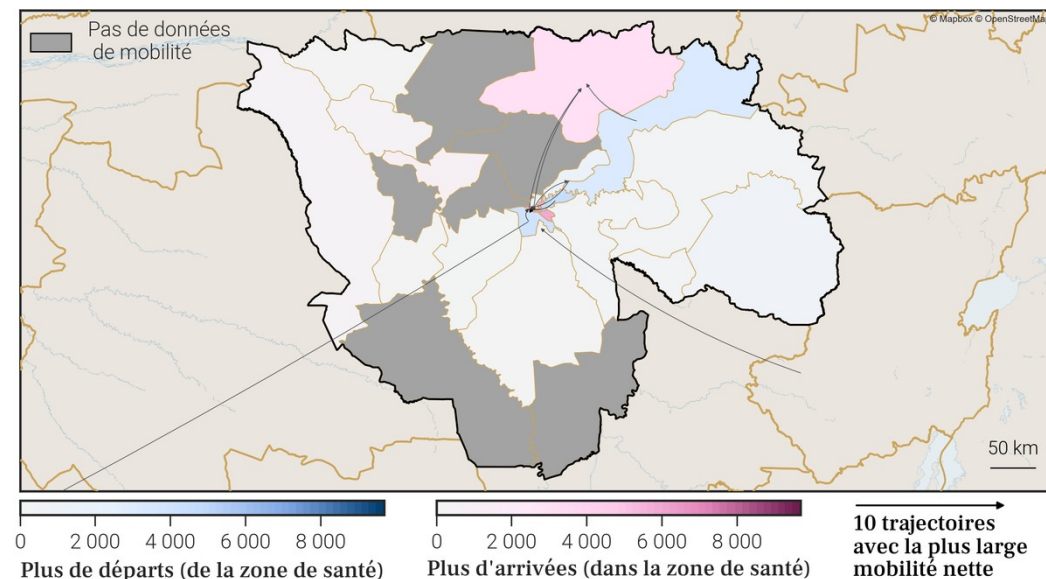 © Mapbox © OpenStreetMap
Pas de données
de mobilité
50 km
0 2 000 4 000 6 000 8 000
Plus de départs (de la zone de santé)
0 2 000 4 000 6 000 8 000
Plus d'arrivées (dans la zone de santé)
10 trajectoires
avec la plus large
mobilité nette